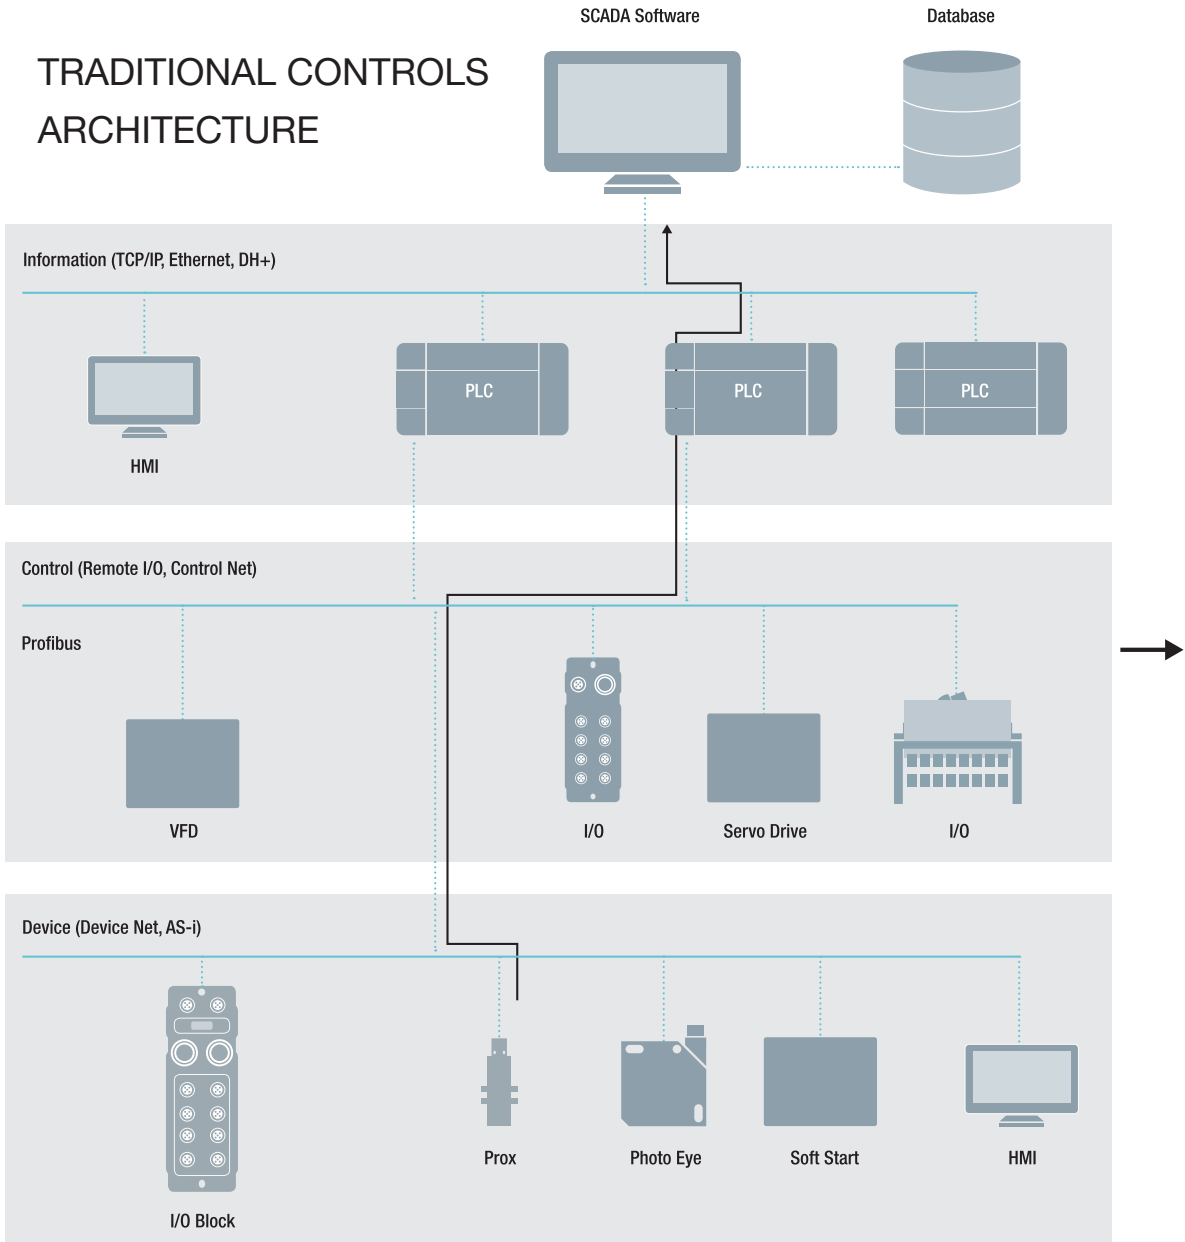 SCADA Software
Database
TRADITIONAL CONTROLS
ARCHITECTURE
Information (TCP/IP, Ethernet, DH+)
PLC
PLC
PLC
HMI
Control (Remote I/O, Control Net)
Profibus
VFD
I/O
Servo Drive
I/O
Device (Device Net, AS-i)
Prox
Photo Eye
Soft Start
HMI
I/O Block